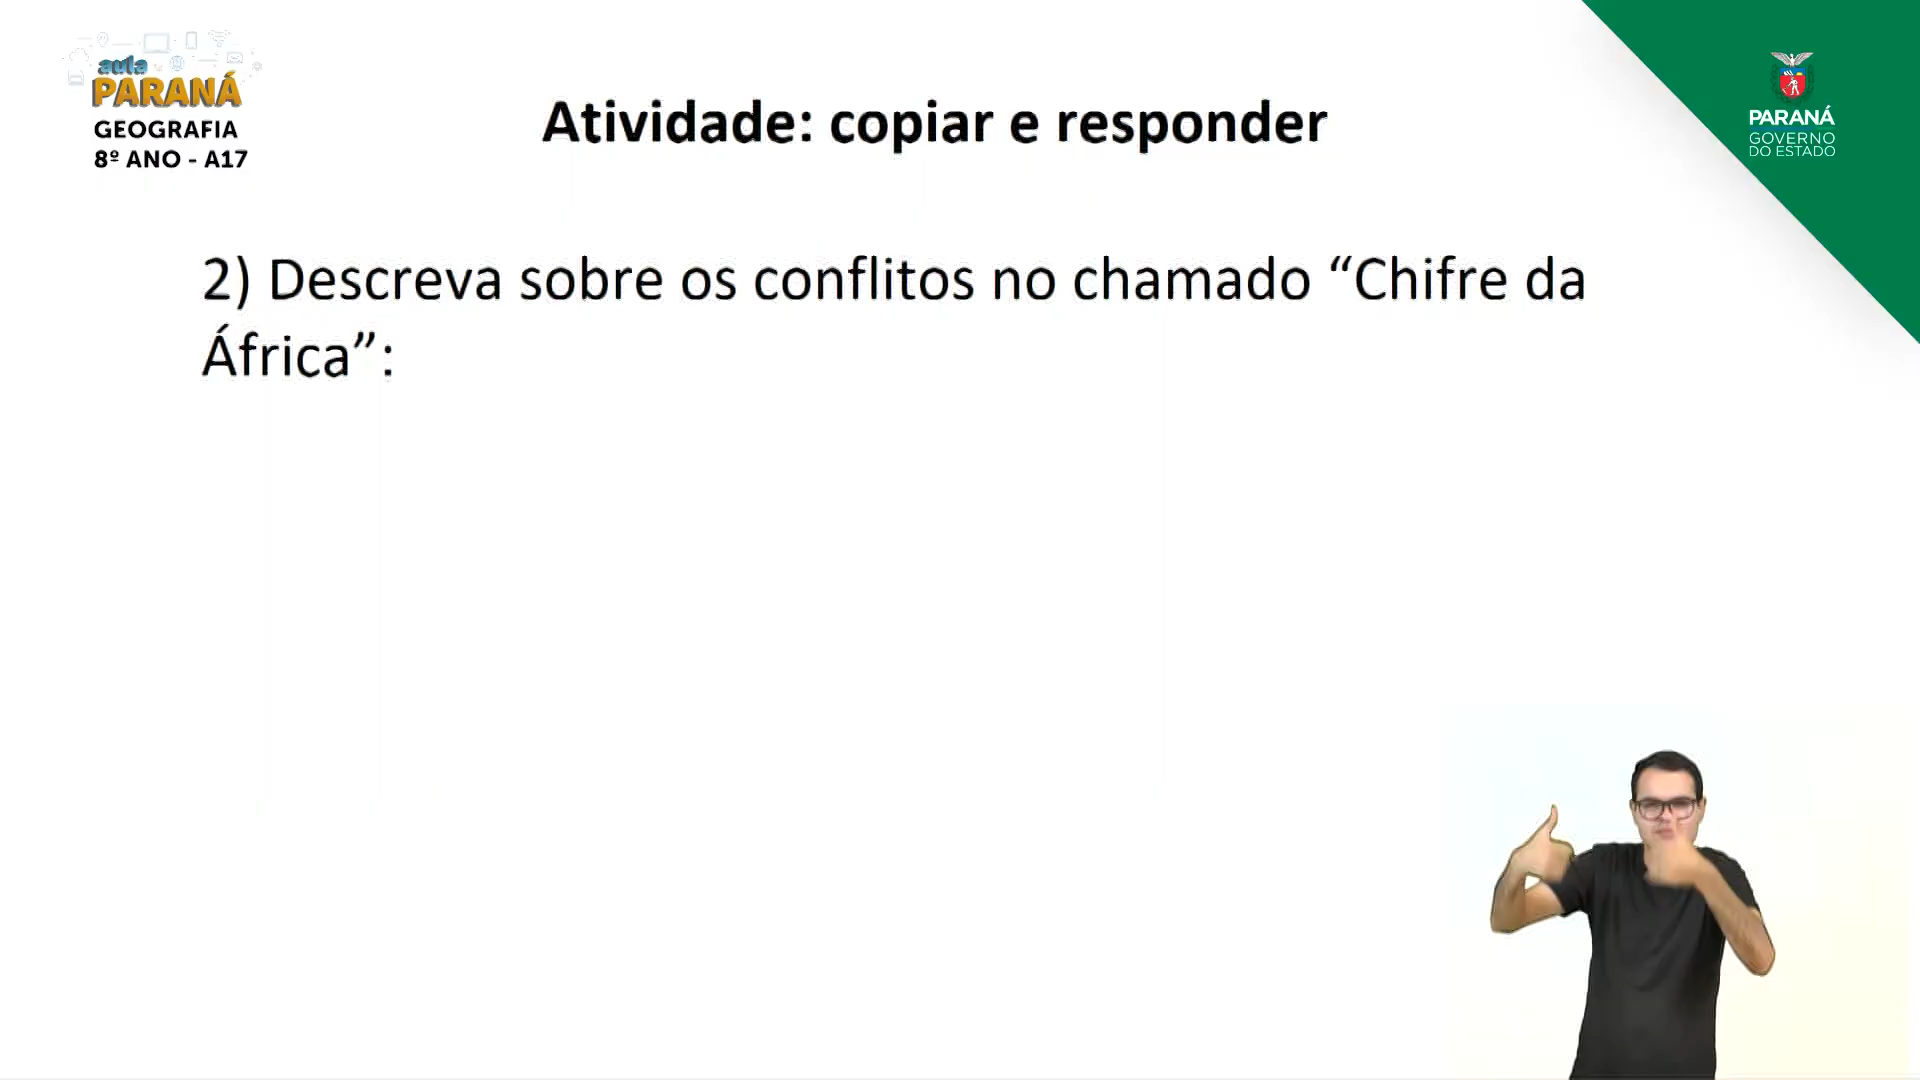 aula
PARANÁ
GEOGRAFIA
8º ANO - A17
Atividade: copiar e responder
PARANÁ
GOVERNO
DO ESTADO
2) Descreva sobre os conflitos no chamado “Chifre da
África”: